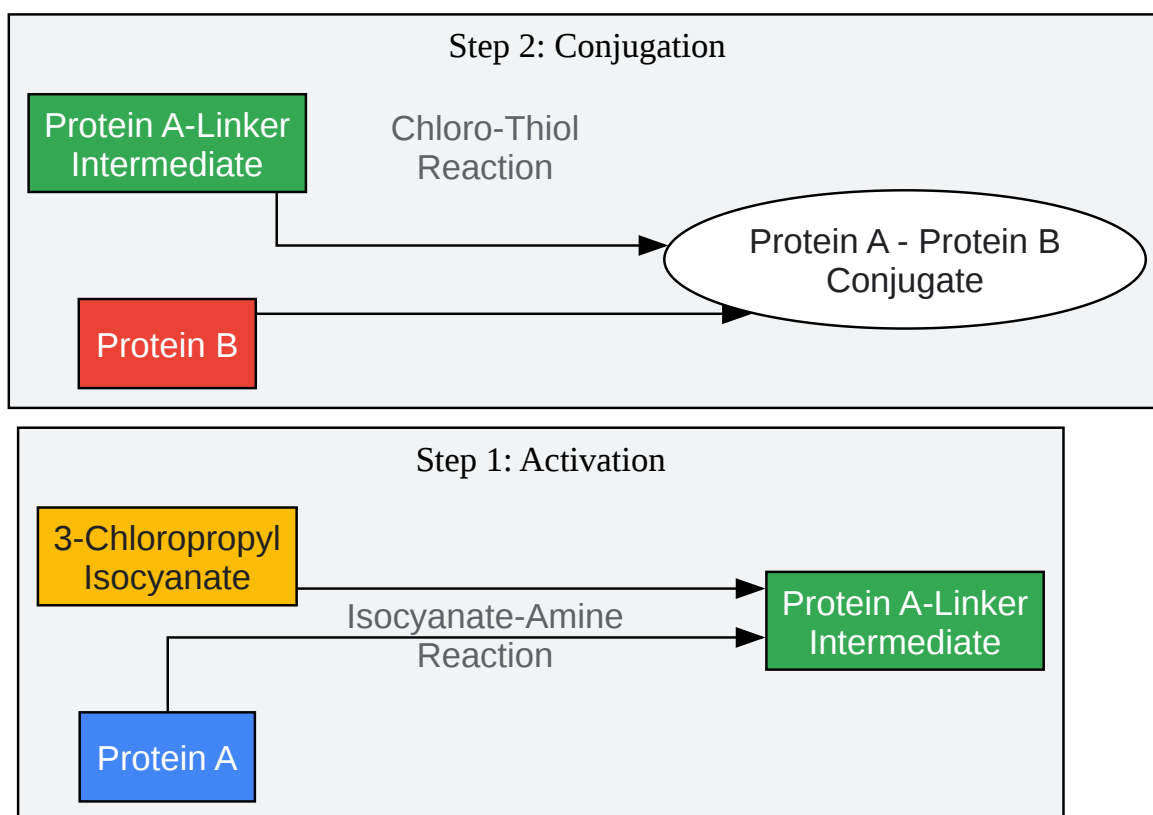 Step 2: Conjugation
Protein A-Linker
Intermediate
Chloro-Thiol
Reaction
Protein A - Protein B
Conjugate
Protein B
Step 1: Activation
3-Chloropropyl
Isocyanate
Isocyanate-Amine
Reaction
Protein A-Linker
Intermediate
Protein A